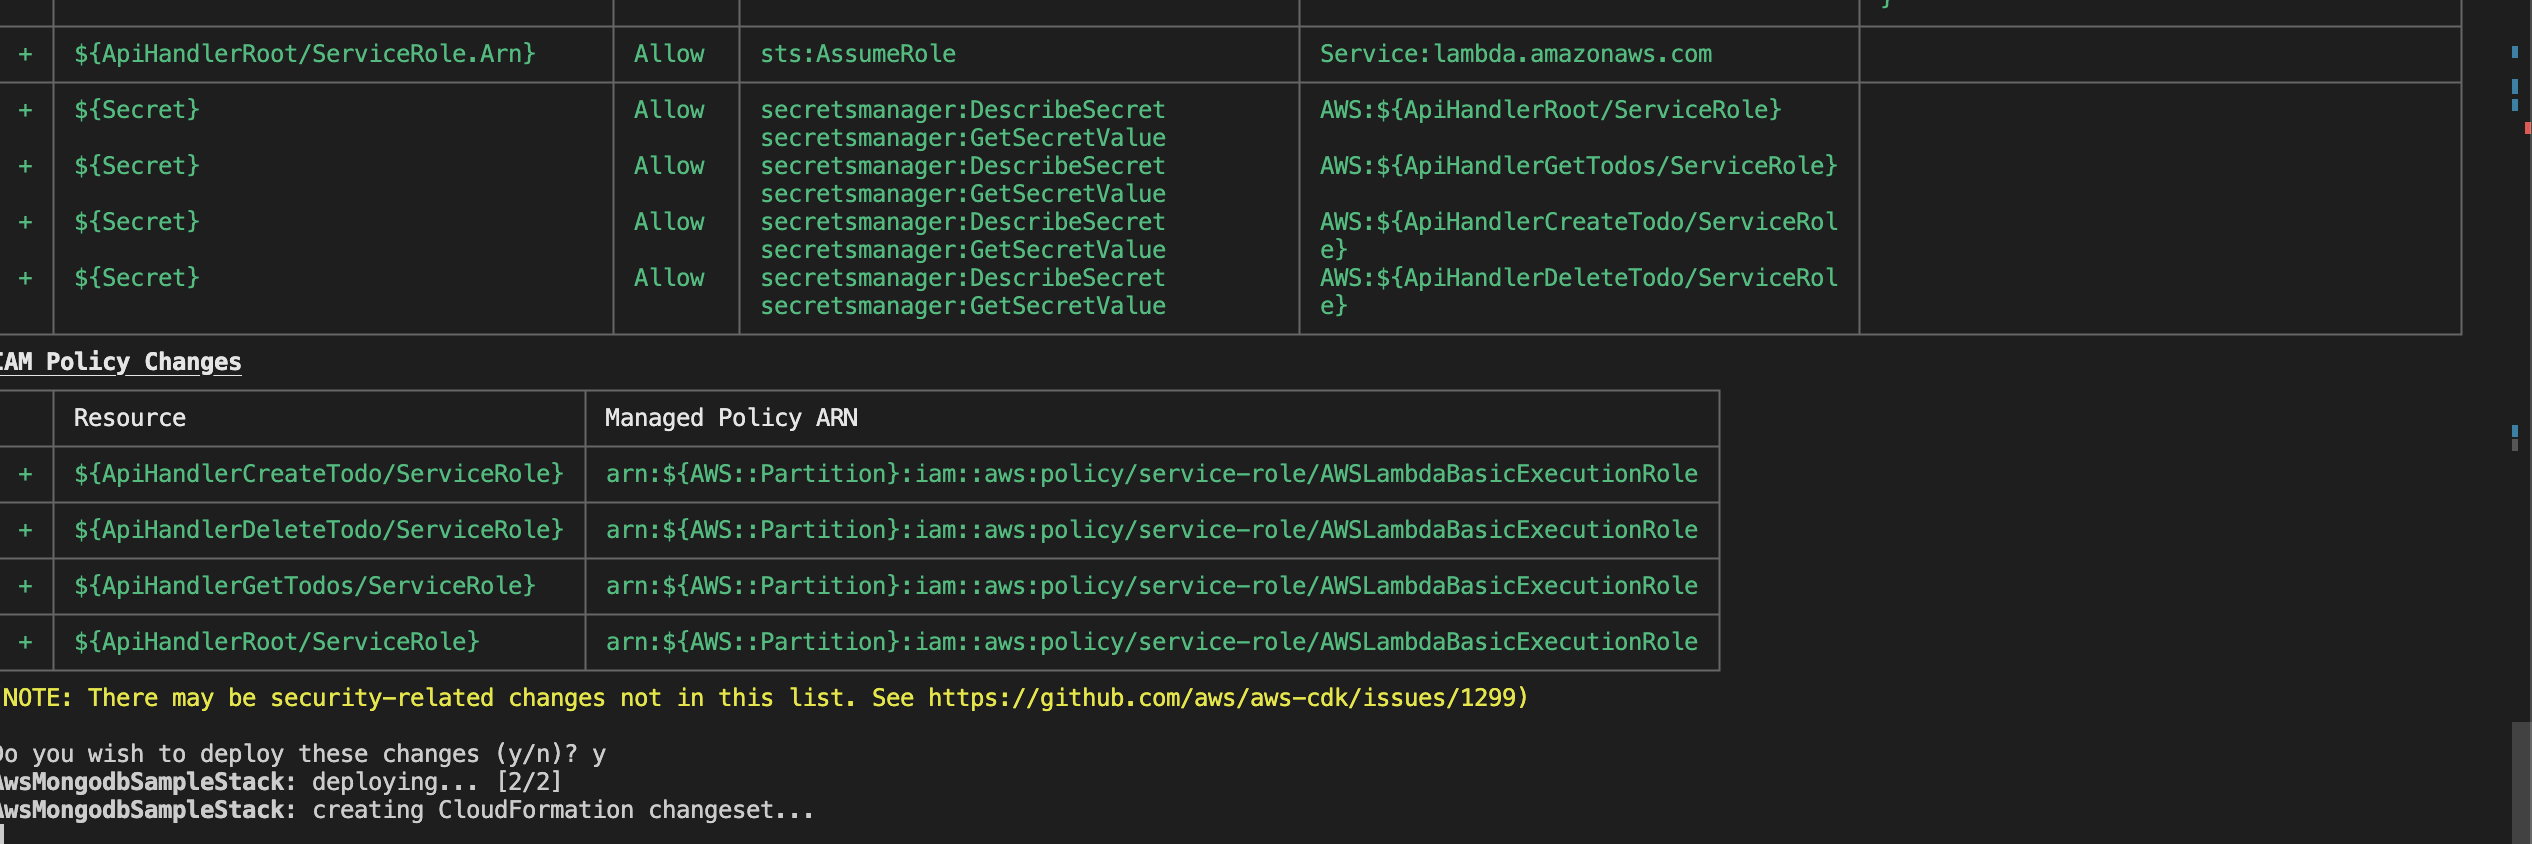 }
+ ${ApiHandlerRoot/ServiceRole.Arn} Allow sts:AssumeRole Service:lambda.amazonaws.com
+ ${Secret} Allow secretsmanager:DescribeSecret AWS:${ApiHandlerRoot/ServiceRole}
secretsmanager:GetSecretValue
+ ${Secret} Allow secretsmanager:DescribeSecret AWS:${ApiHandlerGetTodos/ServiceRole}
secretsmanager:GetSecretValue
+ ${Secret} Allow secretsmanager:DescribeSecret AWS:${ApiHandlerCreateTodo/ServiceRol
secretsmanager:GetSecretValue e}
+ ${Secret} Allow secretsmanager:DescribeSecret AWS:${ApiHandlerDeleteTodo/ServiceRol
secretsmanager:GetSecretValue e}
IAM Policy Changes
Resource Managed Policy ARN
+ ${ApiHandlerCreateTodo/ServiceRole} arn:${AWS::Partition}:iam::aws:policy/service-role/AWSLambdaBasicExecutionRole
+ ${ApiHandlerDeleteTodo/ServiceRole} arn:${AWS::Partition}:iam::aws:policy/service-role/AWSLambdaBasicExecutionRole
+ ${ApiHandlerGetTodos/ServiceRole} arn:${AWS::Partition}:iam::aws:policy/service-role/AWSLambdaBasicExecutionRole
+ ${ApiHandlerRoot/ServiceRole} arn:${AWS::Partition}:iam::aws:policy/service-role/AWSLambdaBasicExecutionRole
NOTE: There may be security-related changes not in this list. See https://github.com/aws/aws-cdk/issues/1299)
Do you wish to deploy these changes (y/n)? y
AwsMongodbSampleStack: deploying... [2/2]
AwsMongodbSampleStack: creating CloudFormation changeset...